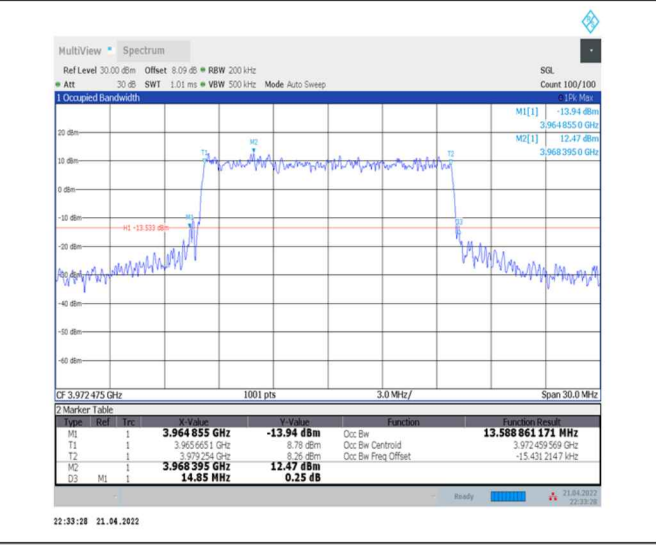 MultiView Spectrum
Ref Level 30.00 dBm Offset 8.09 dB RBW 200 kHz SGL
Att 30 dB SWT 1.01 ms VBW 500 kHz Mode Auto Sweep Count 100/100
1 Occupied Bandwidth 1Pk Max
M1[1] -13.94 dBm
3.964 855 0 GHz
M2[1] 12.47 dBm
3.968 395 0 GHz
20 dBm
M2
T1
T2
10 dBm
0 dBm
-10 dBm
M1
D3
H1 -13.533 dBm
-20 dBm
-30 dBm
-40 dBm
-50 dBm
-60 dBm
CF 3.972 475 GHz 1001 pts 3.0 MHz/ Span 30.0 MHz
2 Marker Table
Type Ref Trc X-Value Y-Value Function Function Result
M1 1 3.964 855 GHz -13.94 dBm Occ Bw 13.588 861 171 MHz
T1 1 3.965 665 1 GHz 8.78 dBm Occ Bw Centroid 3.972 459 569 GHz
T2 1 3.979 254 GHz 8.26 dBm Occ Bw Freq Offset -15.431 214 7 kHz
M2 1 3.968 395 GHz 12.47 dBm
D3 M1 1 14.85 MHz 0.25 dB
Ready 21.04.2022
22:33:28
22:33:28 21.04.2022